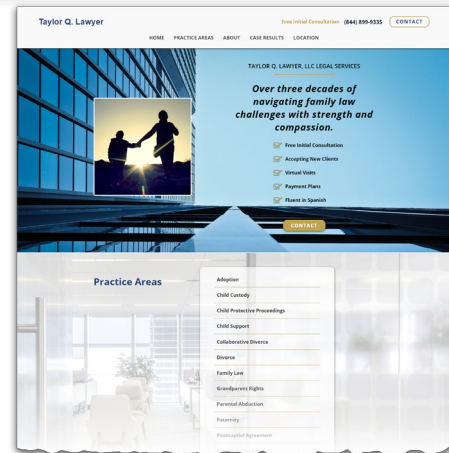 Taylor Q. Lawyer
Free Initial Consultation (844) 899-9335 CONTACT
HOME PRACTICE AREAS ABOUT CASE RESULTS LOCATION
TAYLOR Q. LAWYER, LLC LEGAL SERVICES
Over three decades of
navigating family law
challenges with strength and
compassion.
Free Initial Consultation
Accepting New Clients
Virtual Visits
Payment Plans
Fluent in Spanish
CONTACT
Practice Areas
Adoption
Child Custody
Child Protective Proceedings
Child Support
Collaborative Divorce
Divorce
Family Law
Grandparent Rights
Parental Abduction
Paternity
Postnuptial Agreement